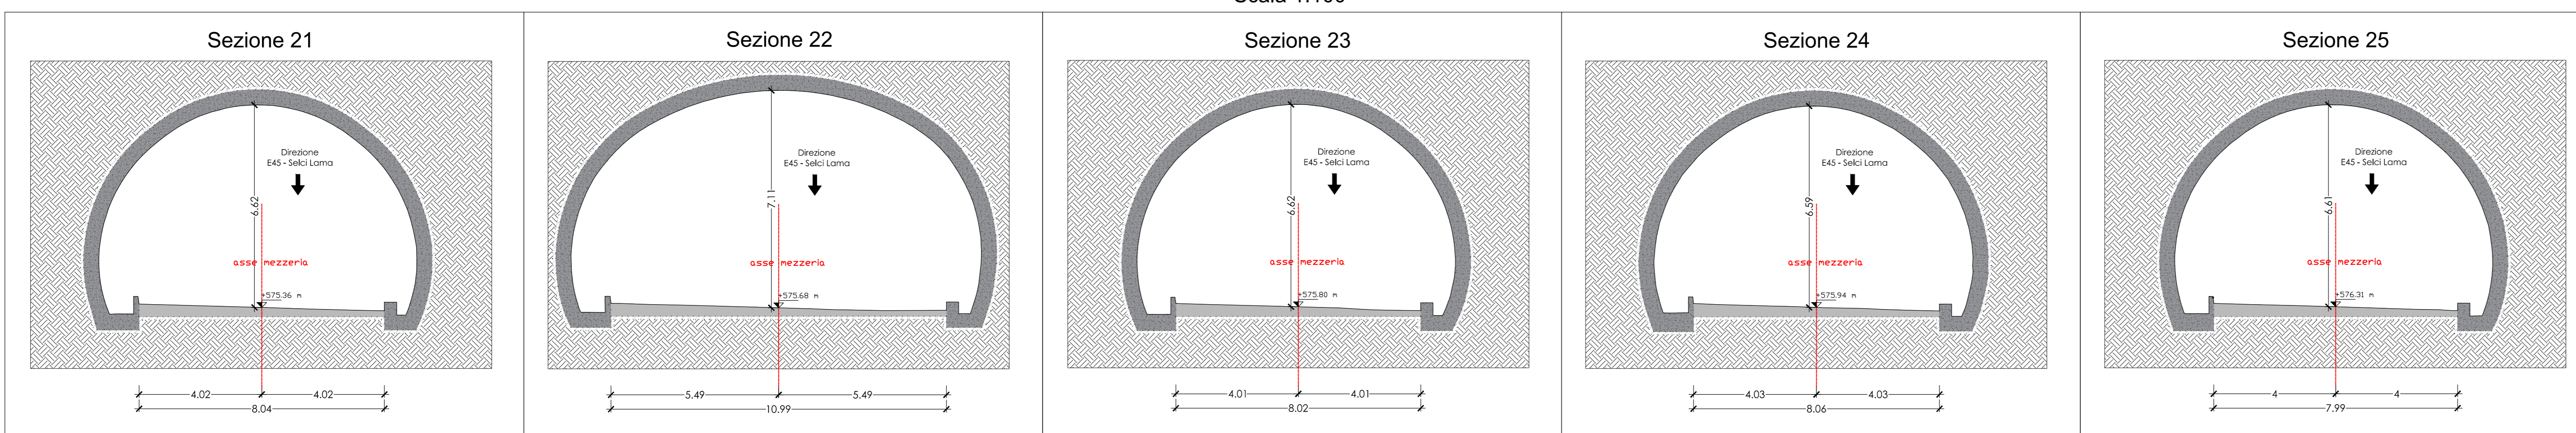 Scala 1:100
Sezione 21
Direzione
E45 - Selci Lama
6.62
asse mezzeria
+575.36 m
4.02
4.02
8.04
Sezione 22
Direzione
E45 - Selci Lama
7.11
asse mezzeria
+575.68 m
5.49
5.49
10.99
Sezione 23
Direzione
E45 - Selci Lama
6.62
asse mezzeria
+575.80 m
4.01
4.01
8.02
Sezione 24
Direzione
E45 - Selci Lama
6.59
asse mezzeria
+575.94 m
4.03
4.03
8.06
Sezione 25
Direzione
E45 - Selci Lama
6.61
asse mezzeria
+576.31 m
4
4
7.99